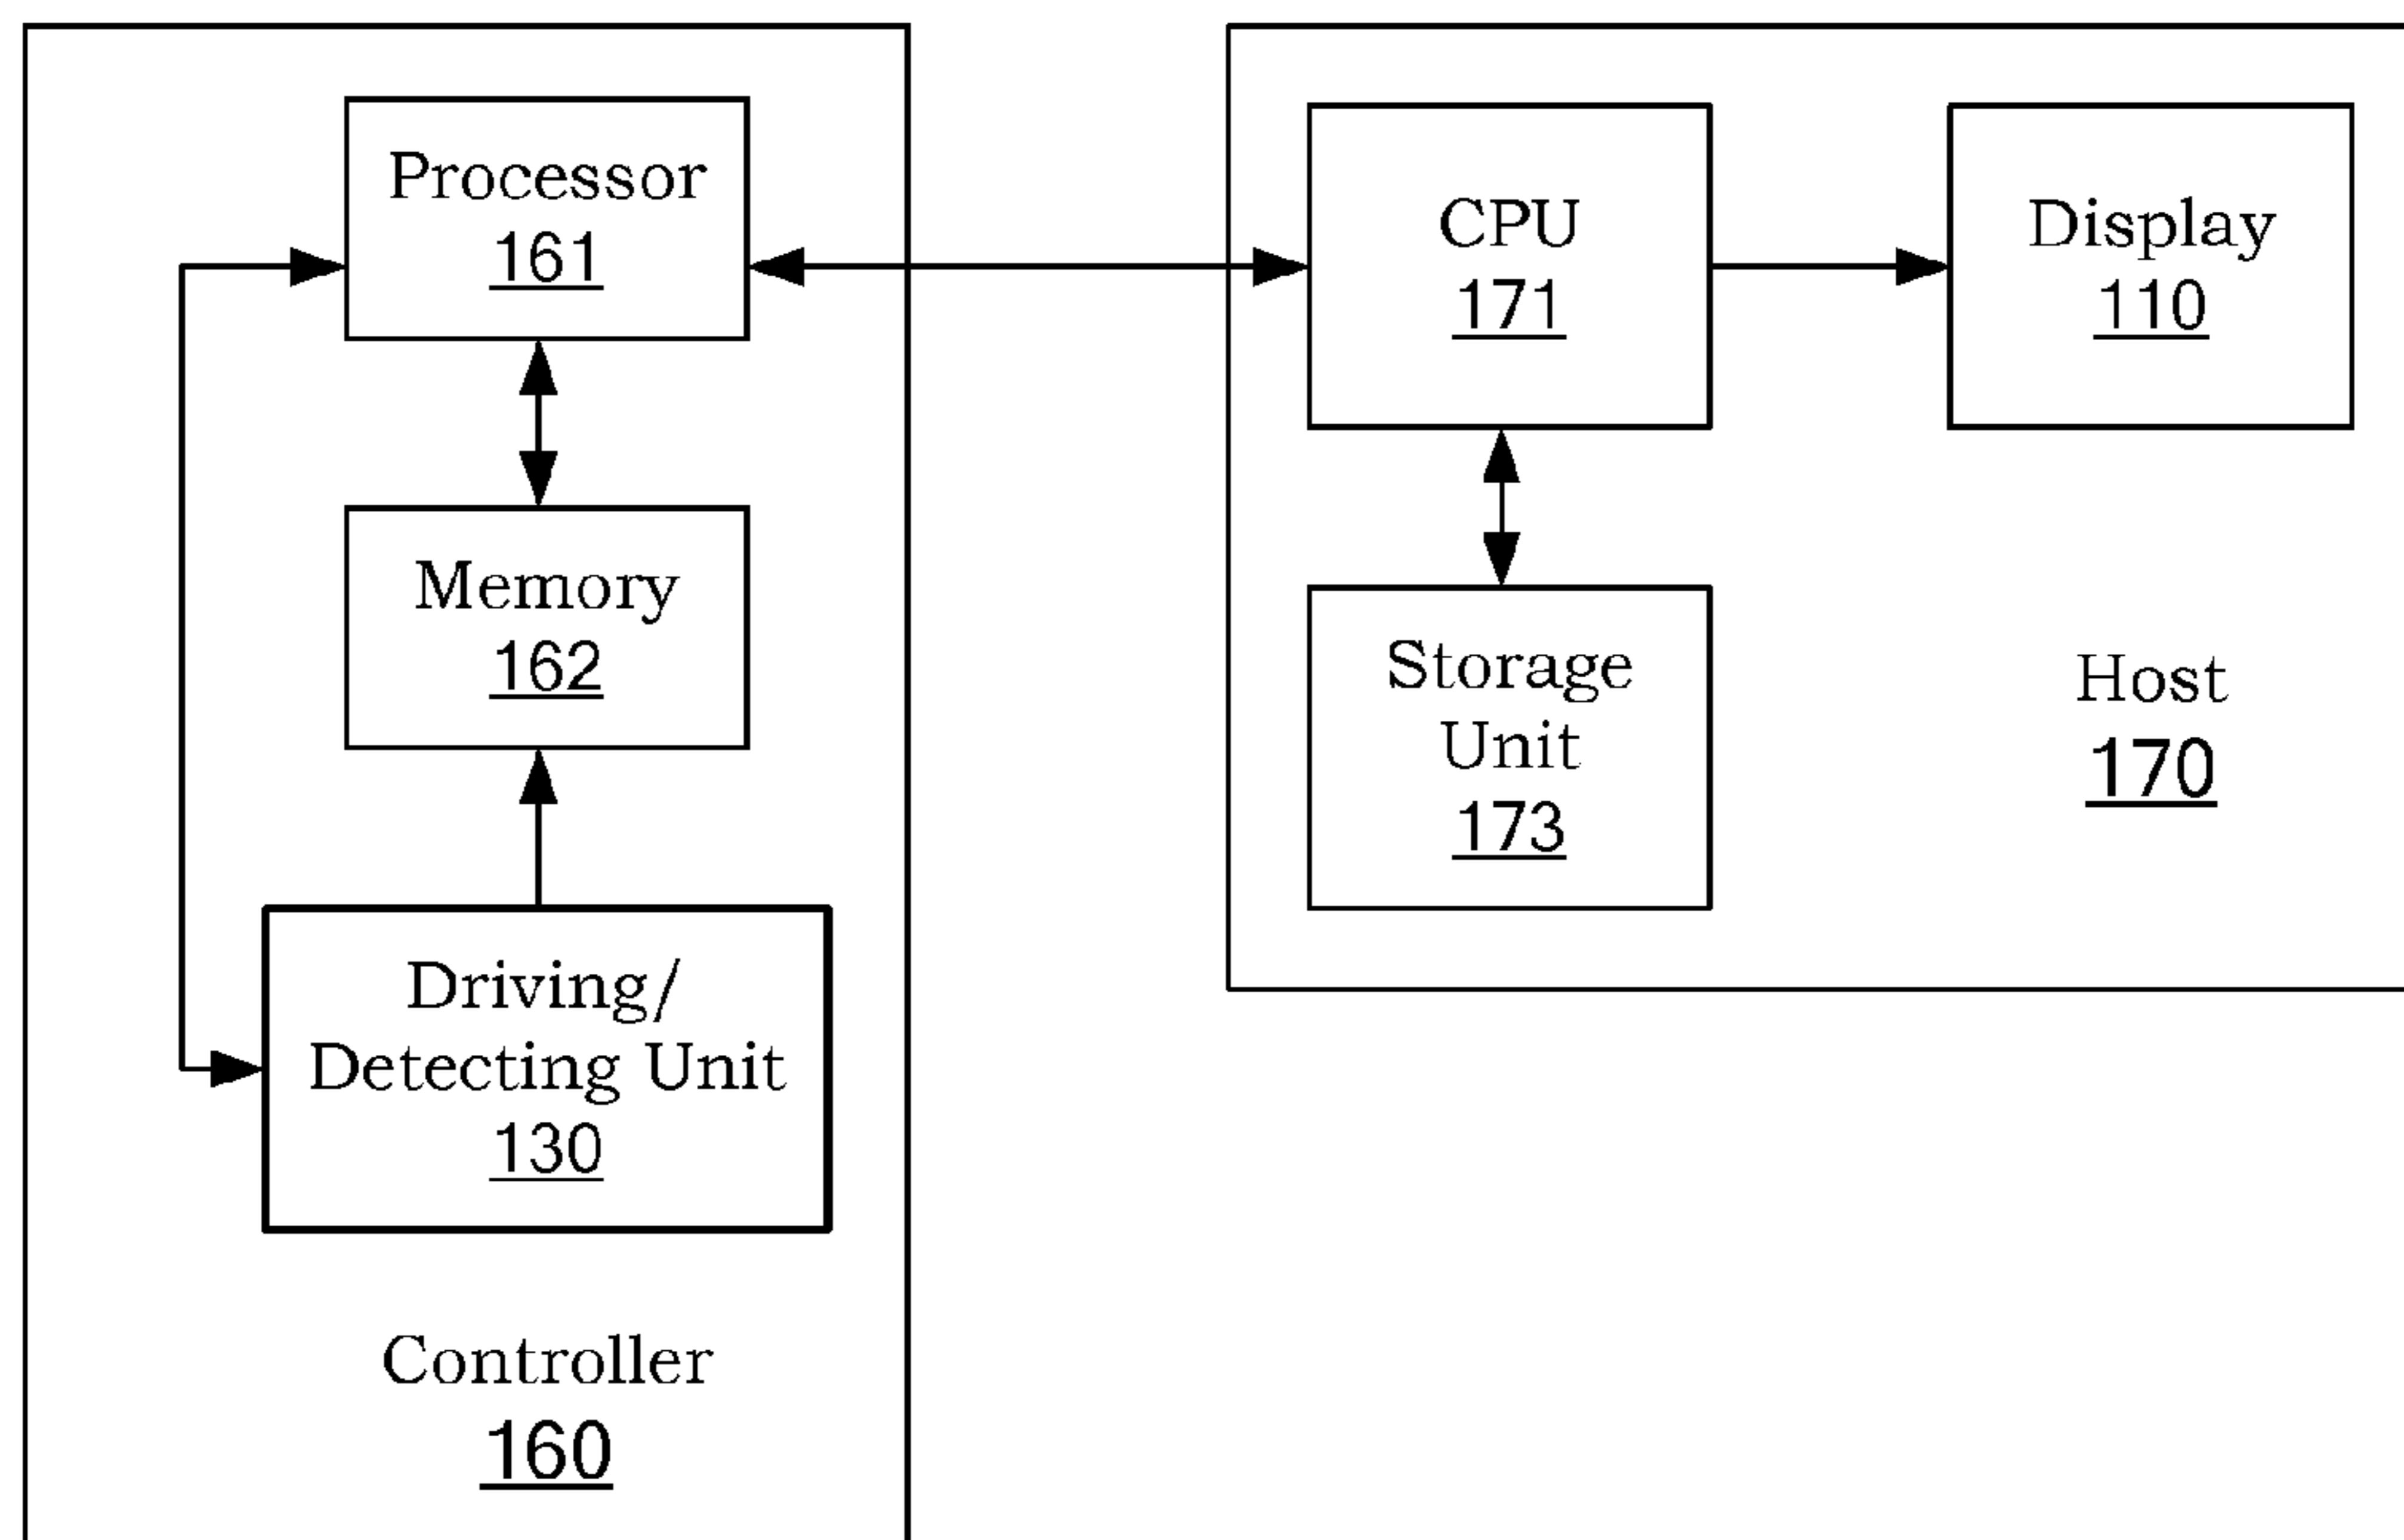 Processor
161
Memory
162
Driving/
Detecting Unit
130
Controller
160
CPU
171
Display
110
Storage
Unit
173
Host
170